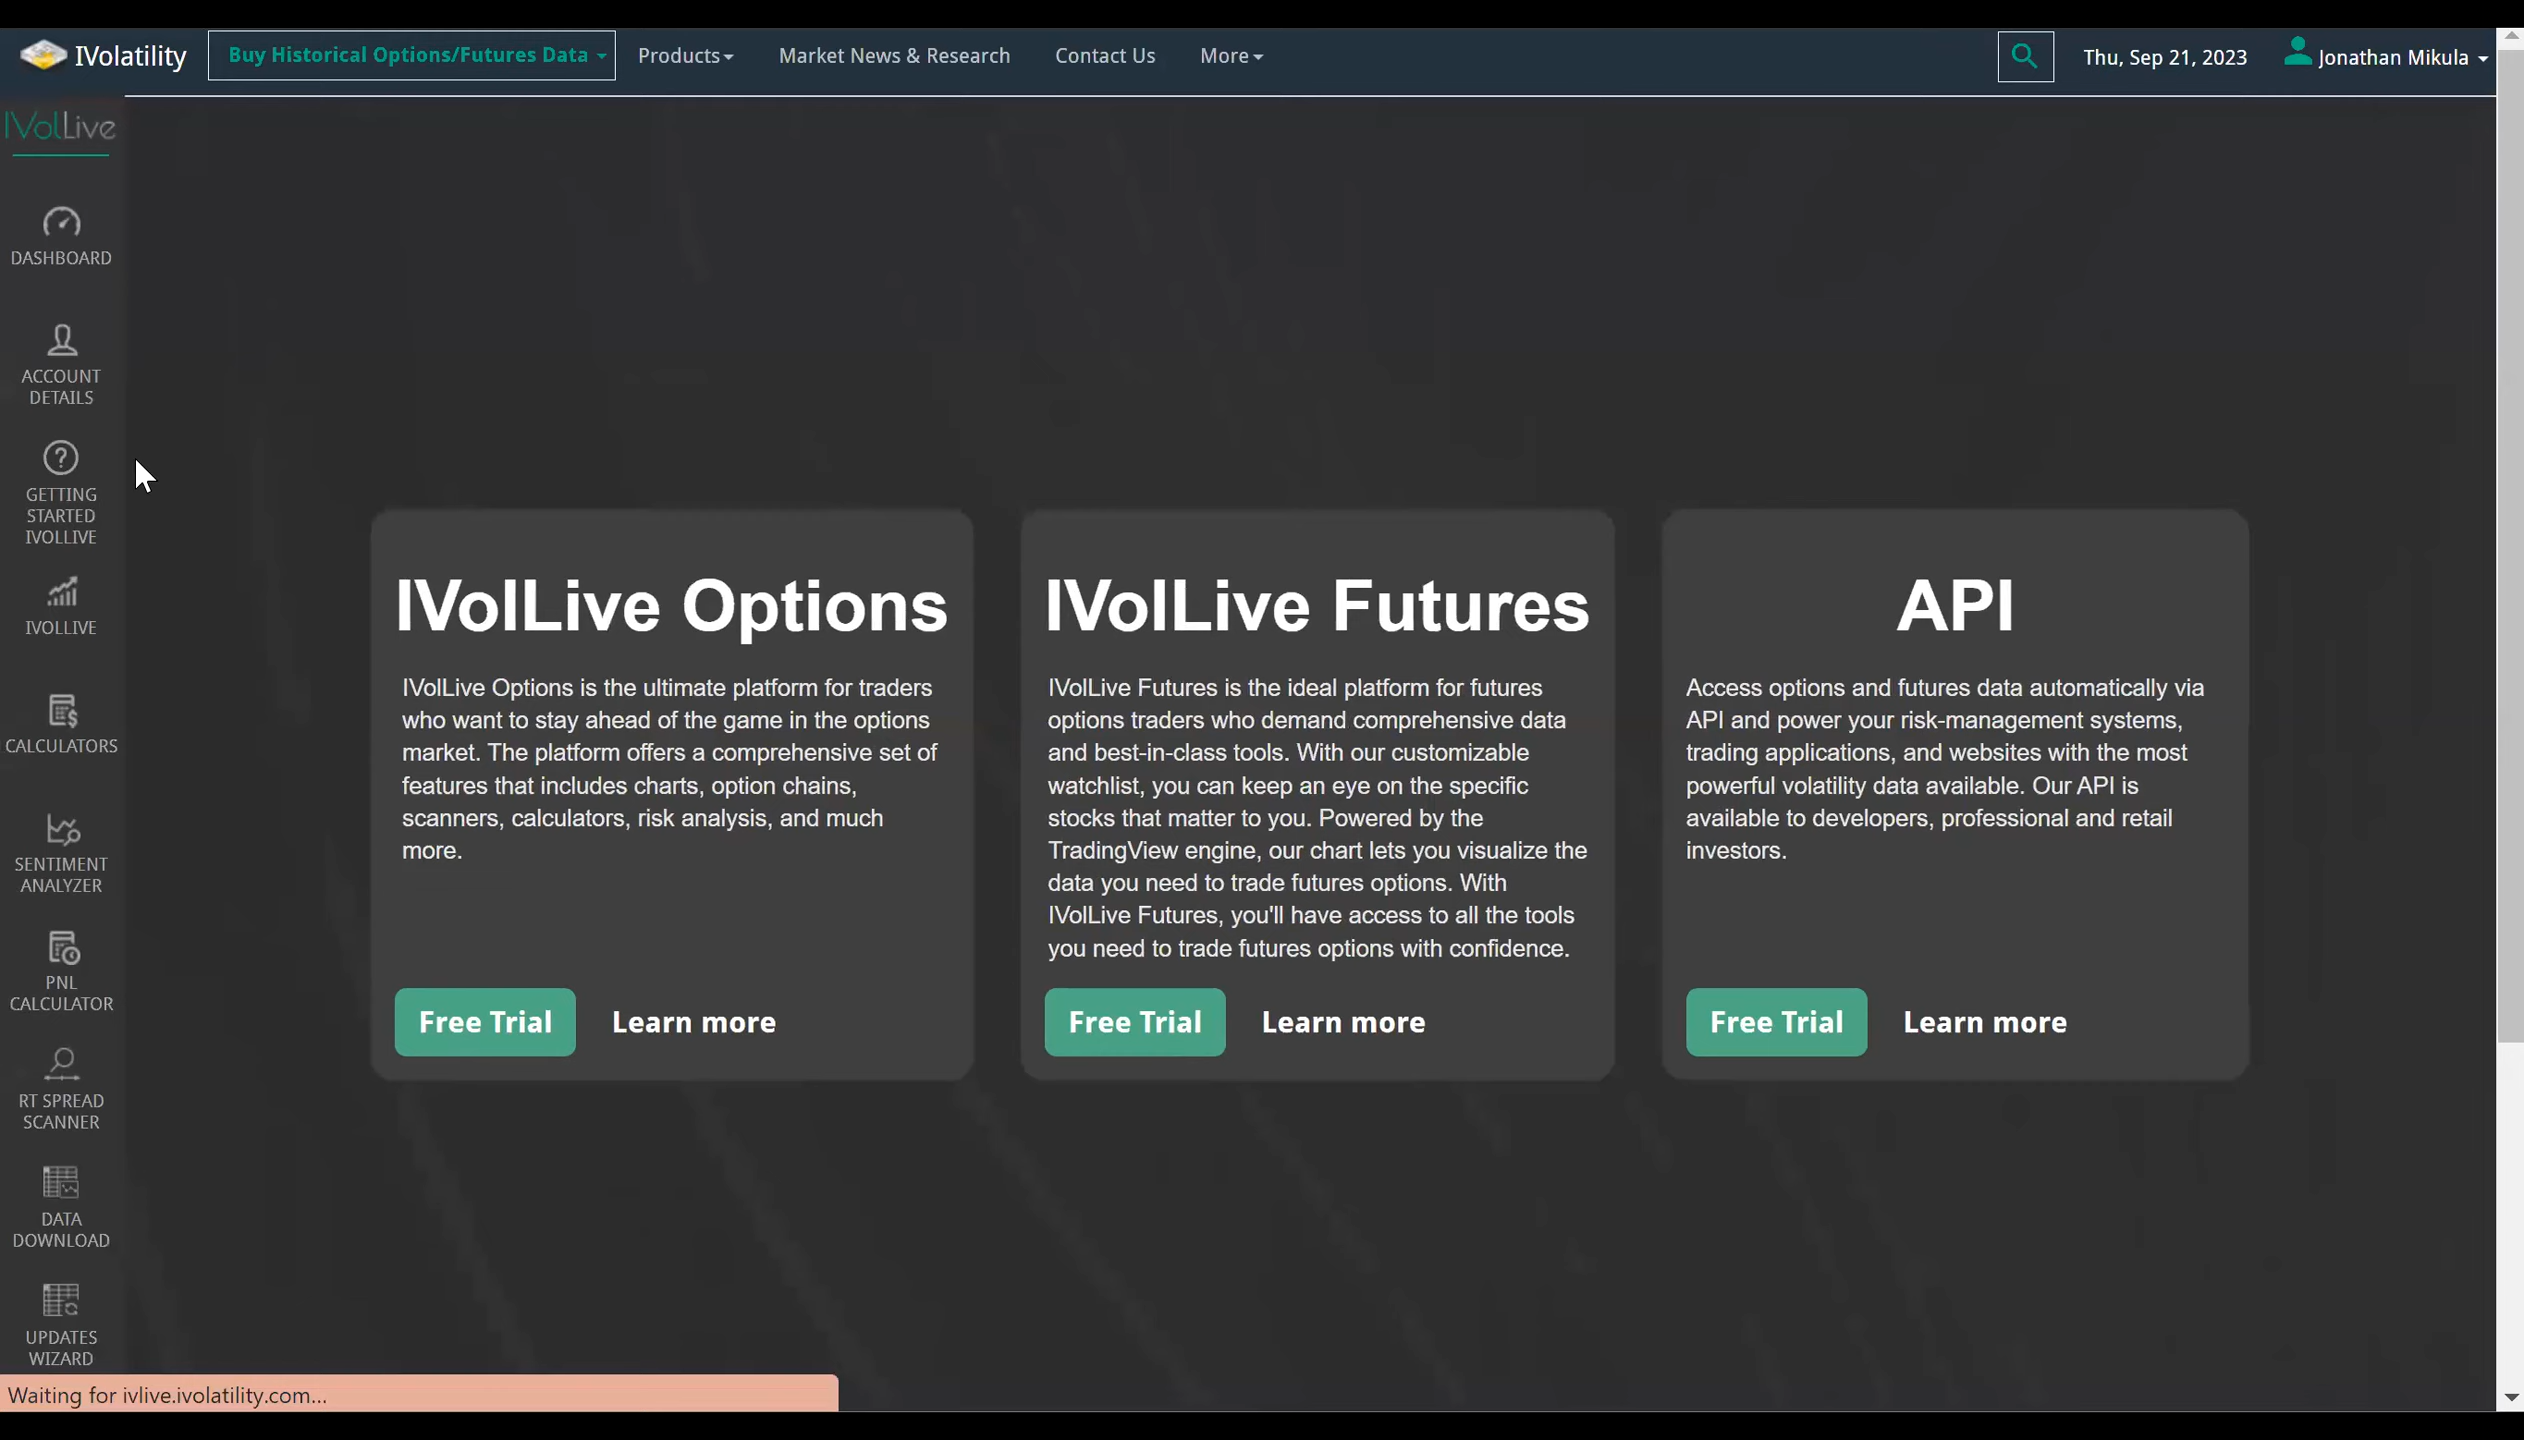 IVolatility
Buy Historical Options/Futures Data
Products
Market News & Research
Contact Us
More
Thu, Sep 21, 2023
Jonathan Mikula
IVolLive
DASHBOARD
ACCOUNT
DETAILS
GETTING
STARTED
IVOLLIVE
IVOLLIVE
CALCULATORS
SENTIMENT
ANALYZER
PNL
CALCULATOR
RT SPREAD
SCANNER
DATA
DOWNLOAD
UPDATES
WIZARD
IVolLive Options
IVolLive Options is the ultimate platform for traders
who want to stay ahead of the game in the options
market. The platform offers a comprehensive set of
features that includes charts, option chains,
scanners, calculators, risk analysis, and much
more.
Free Trial
Learn more
IVolLive Futures
IVolLive Futures is the ideal platform for futures
options traders who demand comprehensive data
and best-in-class tools. With our customizable
watchlist, you can keep an eye on the specific
stocks that matter to you. Powered by the
TradingView engine, our chart lets you visualize the
data you need to trade futures options. With
IVolLive Futures, you'll have access to all the tools
you need to trade futures options with confidence.
Free Trial
Learn more
API
Access options and futures data automatically via
API and power your risk-management systems,
trading applications, and websites with the most
powerful volatility data available. Our API is
available to developers, professional and retail
investors.
Free Trial
Learn more
Waiting for ivlive.ivolatility.com...